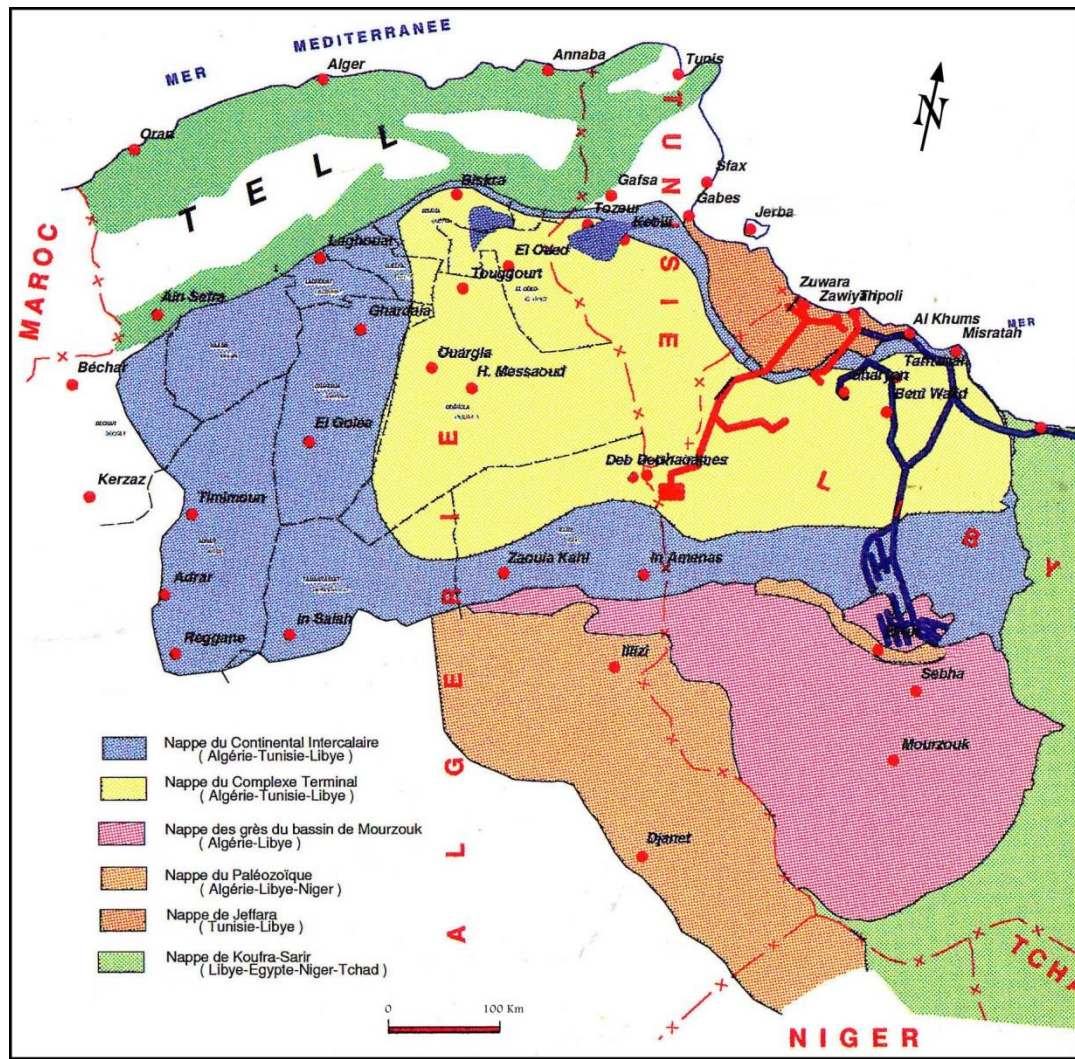 MER MEDITERRANEE
Alger
Annaba
Tunis
Oran
N
TELL
TUNISIE
Biskra
Gafsa
Sfax
Gabes
Tozeur
Kebili
Jerba
MAROC
Laghouat
El Oued
Touggourt
Ain Sefra
Ghardaia
Zuwara
Zawiya
Tripoli
Al Khums
MER
Misratah
Béchar
Ouargla
H. Messaoud
Beni Walid
El Goléa
Kerzaz
Deb Deb
Timimoun
Zaouia Kahl
In Amenas
Adrar
In Salah
Reggane
Illizi
Sebha
Mourzouk
Djanet
ALGERIE
L
B
Y
Nappe du Continental Intercalaire
( Algérie-Tunisie-Libye )
Nappe du Complexe Terminal
( Algérie-Tunisie-Libye )
Nappe des grès du bassin de Mourzouk
( Algérie-Libye )
Nappe du Paléozoïque
( Algérie-Libye-Niger )
Nappe de Jeffara
( Tunisie-Libye )
Nappe de Koufra-Sarir
( Libye-Egypte-Niger-Tchad )
0 100 Km
TCHA
NIGER